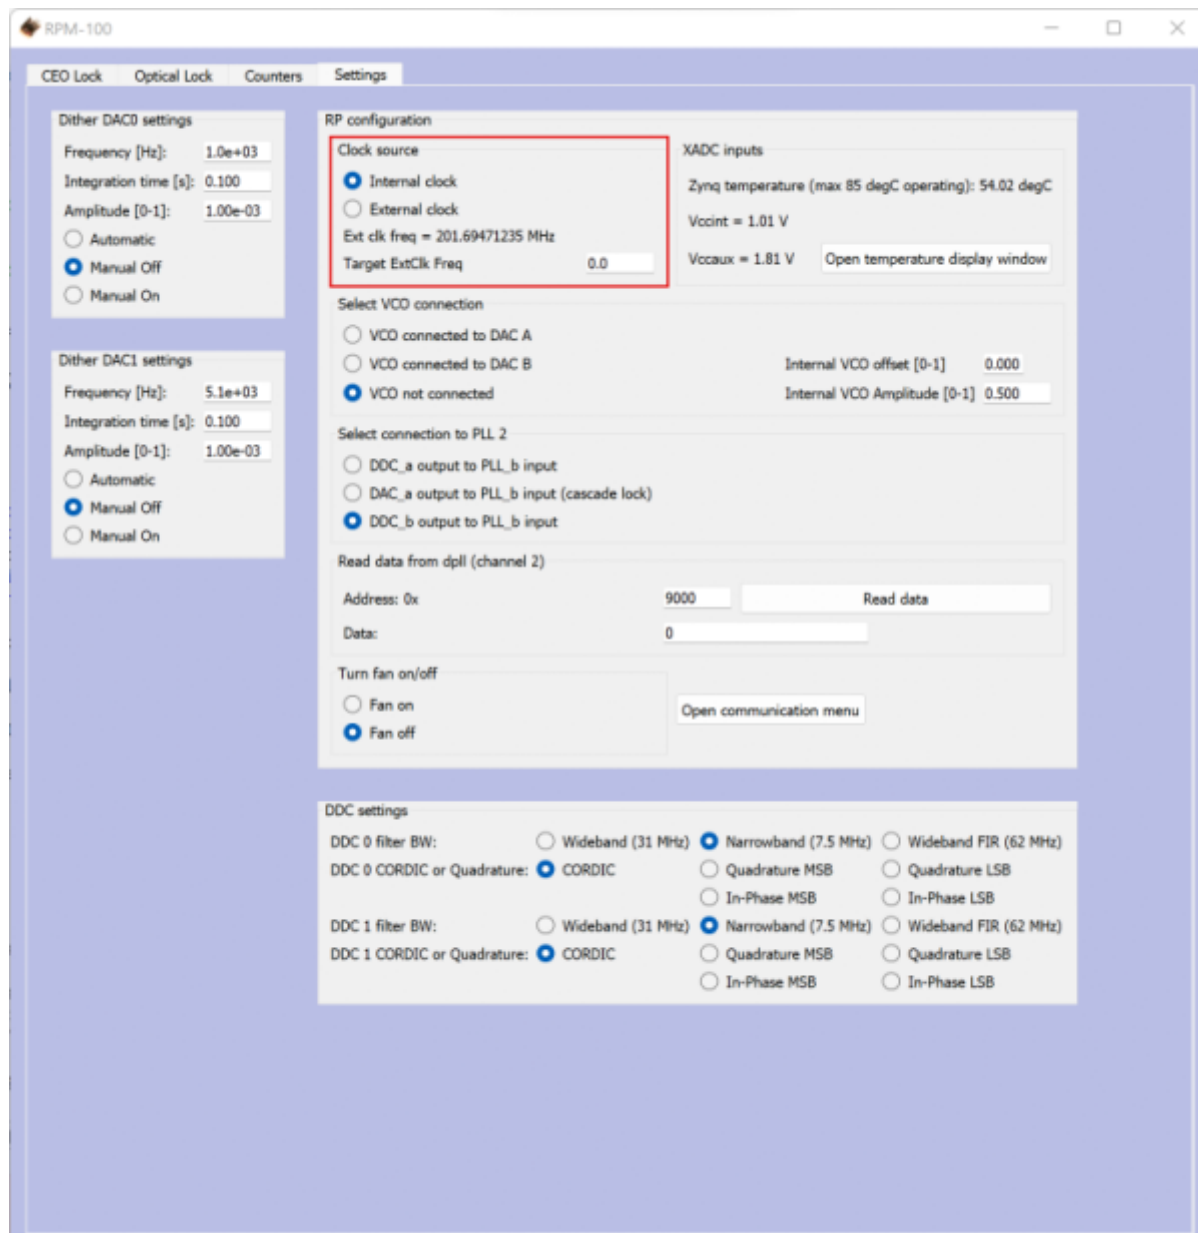 RPM-100
CEO Lock Optical Lock Counters Settings
Dither DAC0 settings
Frequency [Hz]: 1.0e+03
Integration time [s]: 0.100
Amplitude [0-1]: 1.00e-03
Automatic
Manual Off
Manual On
Dither DAC1 settings
Frequency [Hz]: 5.1e+03
Integration time [s]: 0.100
Amplitude [0-1]: 1.00e-03
Automatic
Manual Off
Manual On
RP configuration
Clock source
Internal clock
External clock
Ext clk freq = 201.69471235 MHz
Target ExtClk Freq 0.0
XADC inputs
Zynq temperature (max 85 degC operating): 54.02 degC
Vccint = 1.01 V
Vccaux = 1.81 V Open temperature display window
Select VCO connection
VCO connected to DAC A
VCO connected to DAC B Internal VCO offset [0-1] 0.000
VCO not connected Internal VCO Amplitude [0-1] 0.500
Select connection to PLL 2
DDC_a output to PLL_b input
DAC_a output to PLL_b input (cascade lock)
DDC_b output to PLL_b input
Read data from dpll (channel 2)
Address: 0x 9000 Read data
Data: 0
Turn fan on/off
Fan on
Fan off
Open communication menu
DDC settings
DDC 0 filter BW: Wideband (31 MHz) Narrowband (7.5 MHz) Wideband FIR (62 MHz)
DDC 0 CORDIC or Quadrature: CORDIC Quadrature MSB Quadrature LSB
In-Phase MSB In-Phase LSB
DDC 1 filter BW: Wideband (31 MHz) Narrowband (7.5 MHz) Wideband FIR (62 MHz)
DDC 1 CORDIC or Quadrature: CORDIC Quadrature MSB Quadrature LSB
In-Phase MSB In-Phase LSB